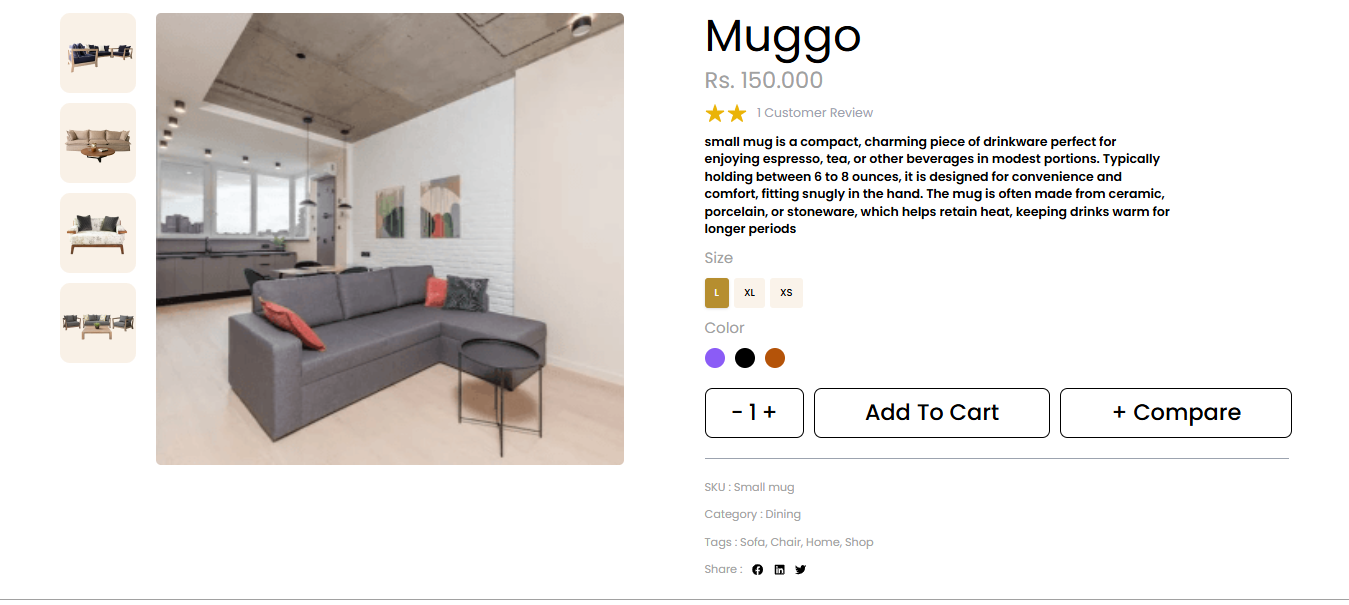 Muggo
Rs. 150.000
1 Customer Review
small mug is a compact, charming piece of drinkware perfect for
enjoying espresso, tea, or other beverages in modest portions. Typically
holding between 6 to 8 ounces, it is designed for convenience and
comfort, fitting snugly in the hand. The mug is often made from ceramic,
porcelain, or stoneware, which helps retain heat, keeping drinks warm for
longer periods
Size
L XL XS
Color
- 1 + Add To Cart + Compare
SKU : Small mug
Category : Dining
Tags : Sofa, Chair, Home, Shop
Share :